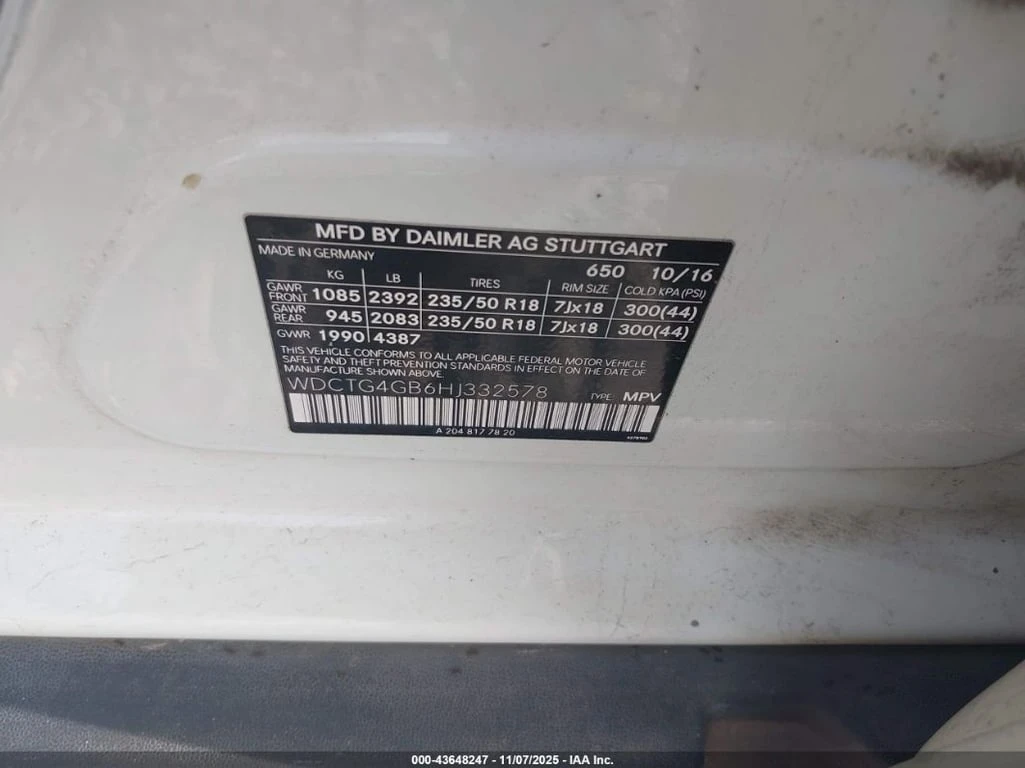 MFD BY DAIMLER AG STUTTGART
MADE IN GERMANY 650 10/16
KG LB TIRES RIM SIZE COLD KPA (PSI)
GAWR FRONT 1085 2392 235/50 R18 7Jx18 300(44)
GAWR REAR 945 2083 235/50 R18 7Jx18 300(44)
GVWR 1990 4387
THIS VEHICLE CONFORMS TO ALL APPLICABLE FEDERAL MOTOR VEHICLE
SAFETY AND THEFT PREVENTION STANDARDS IN EFFECT ON THE DATE OF
MANUFACTURE SHOWN ABOVE.
WDCTG4GB6HJ332578 TYPE: MPV
A 204 817 78 20
000-43648247 - 11/07/2025 - IAA Inc.